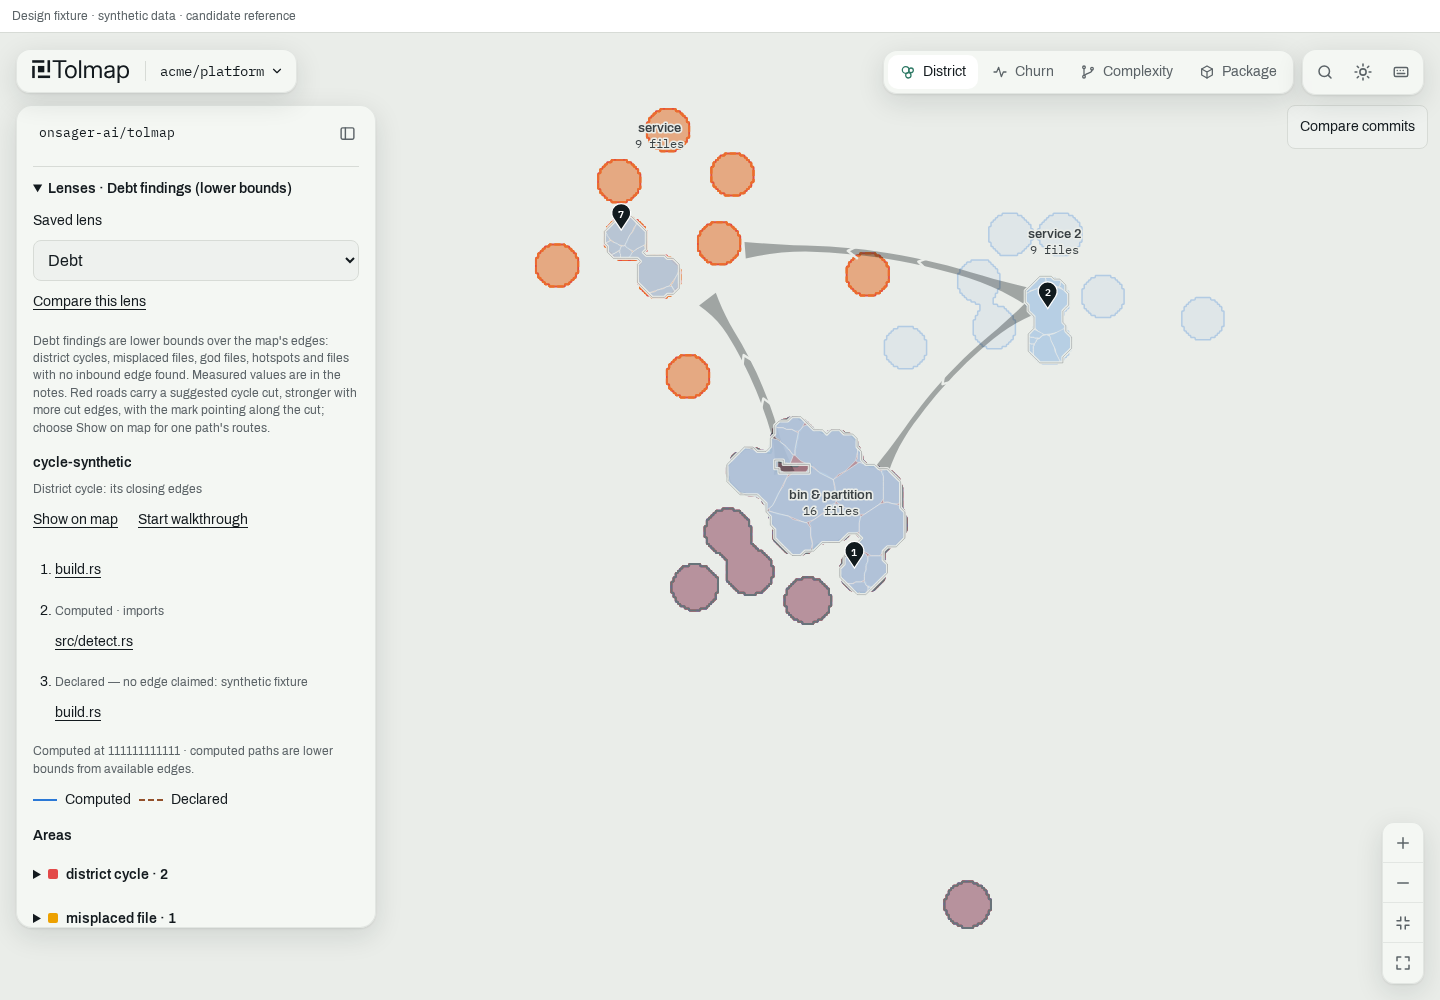 Design fixture · synthetic data · candidate reference
Tolmap
acme/platform
District
Churn
Complexity
Package
Compare commits
onsager-ai/tolmap
Lenses · Debt findings (lower bounds)
Saved lens
Debt
Compare this lens
Debt findings are lower bounds over the map's edges:
district cycles, misplaced files, god files, hotspots and files
with no inbound edge found. Measured values are in the
notes. Red roads carry a suggested cycle cut, stronger with
more cut edges, with the mark pointing along the cut;
choose Show on map for one path's routes.
cycle-synthetic
District cycle: its closing edges
Show on map
Start walkthrough
1. build.rs
2. Computed · imports
src/detect.rs
3. Declared — no edge claimed: synthetic fixture
build.rs
Computed at 111111111111 · computed paths are lower
bounds from available edges.
Computed
Declared
Areas
district cycle · 2
misplaced file · 1
service
9 files
7
service 2
9 files
2
bin & partition
16 files
1